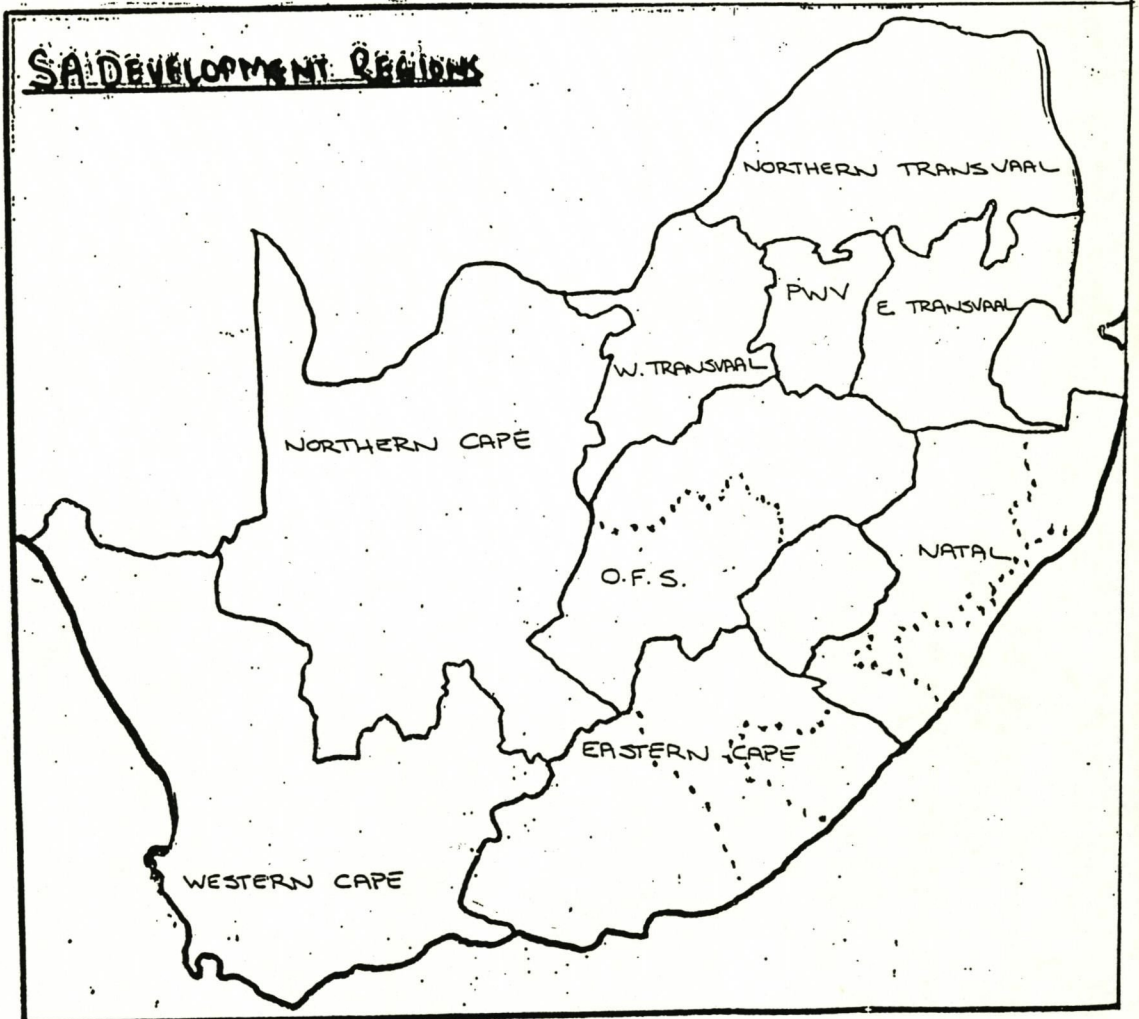 SA DEVELOPMENT REGIONS
NORTHERN TRANSVAAL
PWV
E. TRANSVAAL
W. TRANSVAAL
NORTHERN CAPE
NATAL
O.F.S.
EASTERN CAPE
WESTERN CAPE